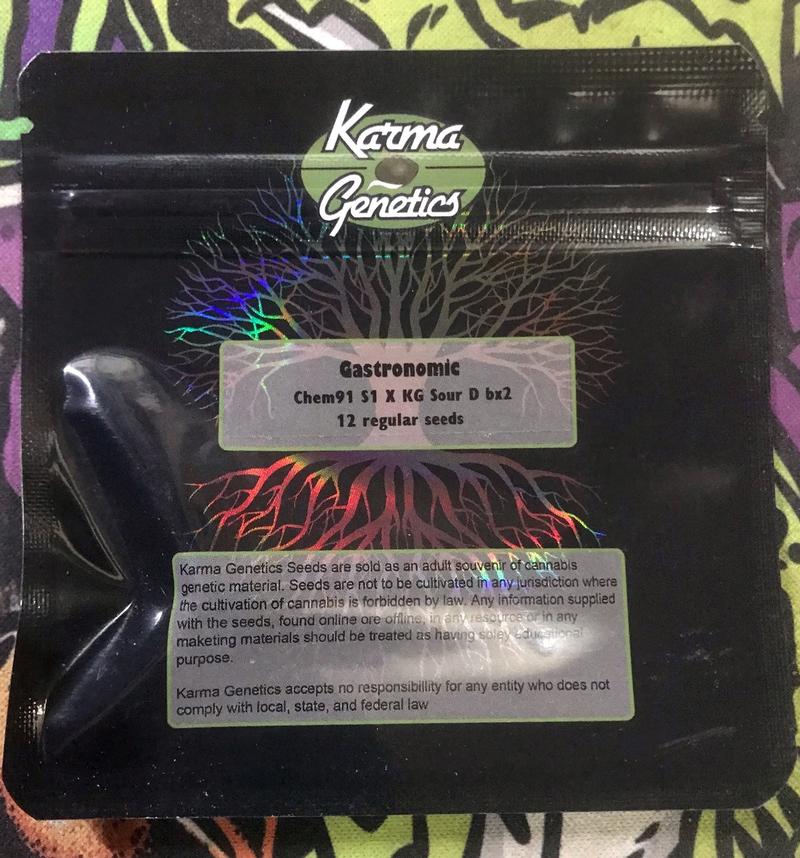 Karma
Genetics
Gastronomic
Chem91 S1 X KG Sour D bx2
12 regular seeds
Karma Genetics Seeds are sold as an adult souvenir of cannabis
genetic material. Seeds are not to be cultivated in any jurisdiction where
the cultivation of cannabis is forbidden by law. Any information supplied
with the seeds, found online ore offline, in any resource or in any
maketing materials should be treated as having soley educational
purpose.
Karma Genetics accepts no responsibillity for any entity who does not
comply with local, state, and federal law